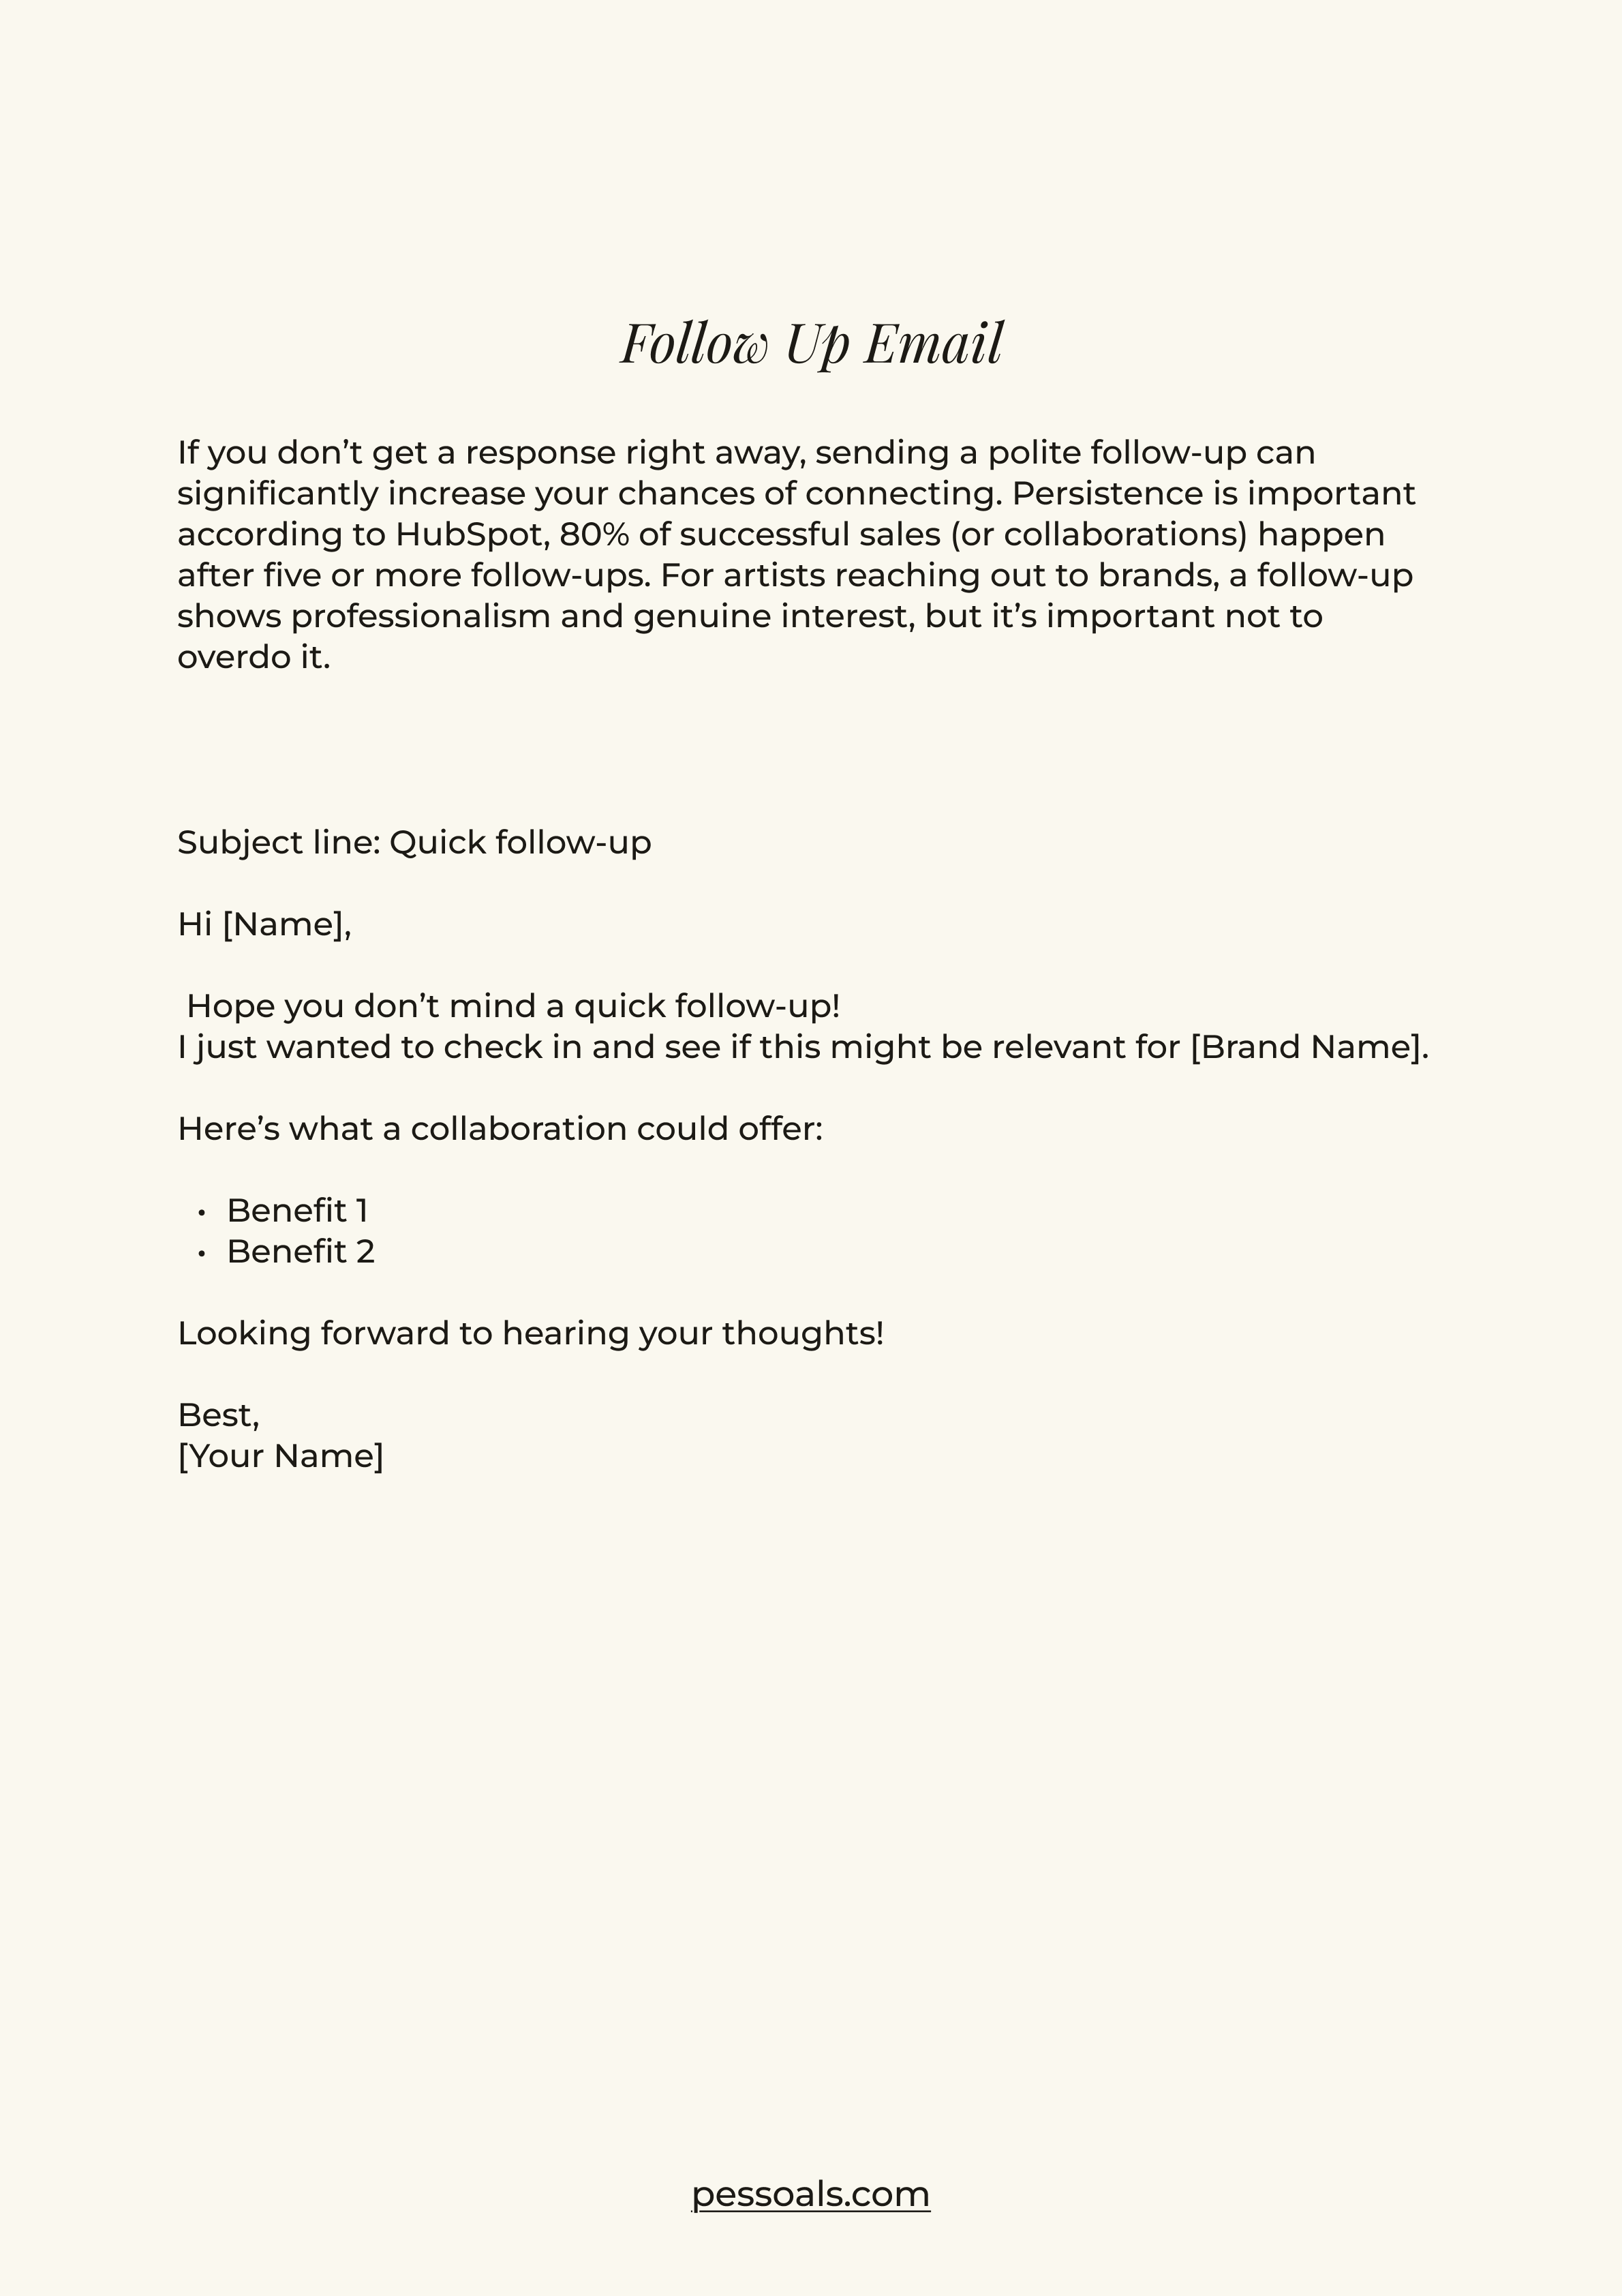 Follow Up Email
If you don’t get a response right away, sending a polite follow-up can
significantly increase your chances of connecting. Persistence is important
according to HubSpot, 80% of successful sales (or collaborations) happen
after five or more follow-ups. For artists reaching out to brands, a follow-up
shows professionalism and genuine interest, but it’s important not to
overdo it.
Subject line: Quick follow-up
Hi [Name],
Hope you don’t mind a quick follow-up!
I just wanted to check in and see if this might be relevant for [Brand Name].
Here’s what a collaboration could offer:
• Benefit 1
• Benefit 2
Looking forward to hearing your thoughts!
Best,
[Your Name]
pessoals.com